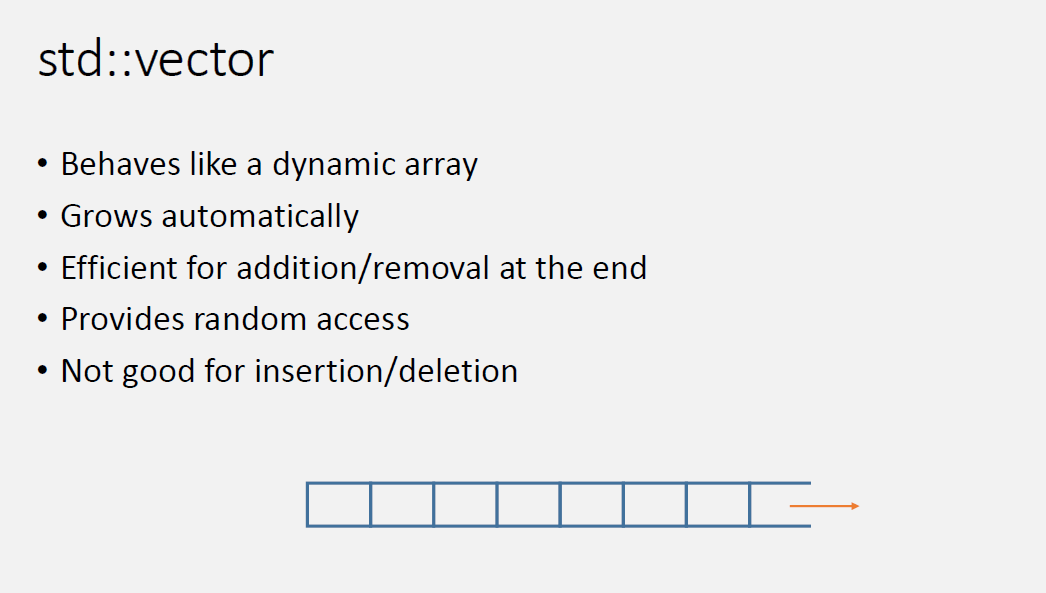 std::vector
• Behaves like a dynamic array
• Grows automatically
• Efficient for addition/removal at the end
• Provides random access
• Not good for insertion/deletion